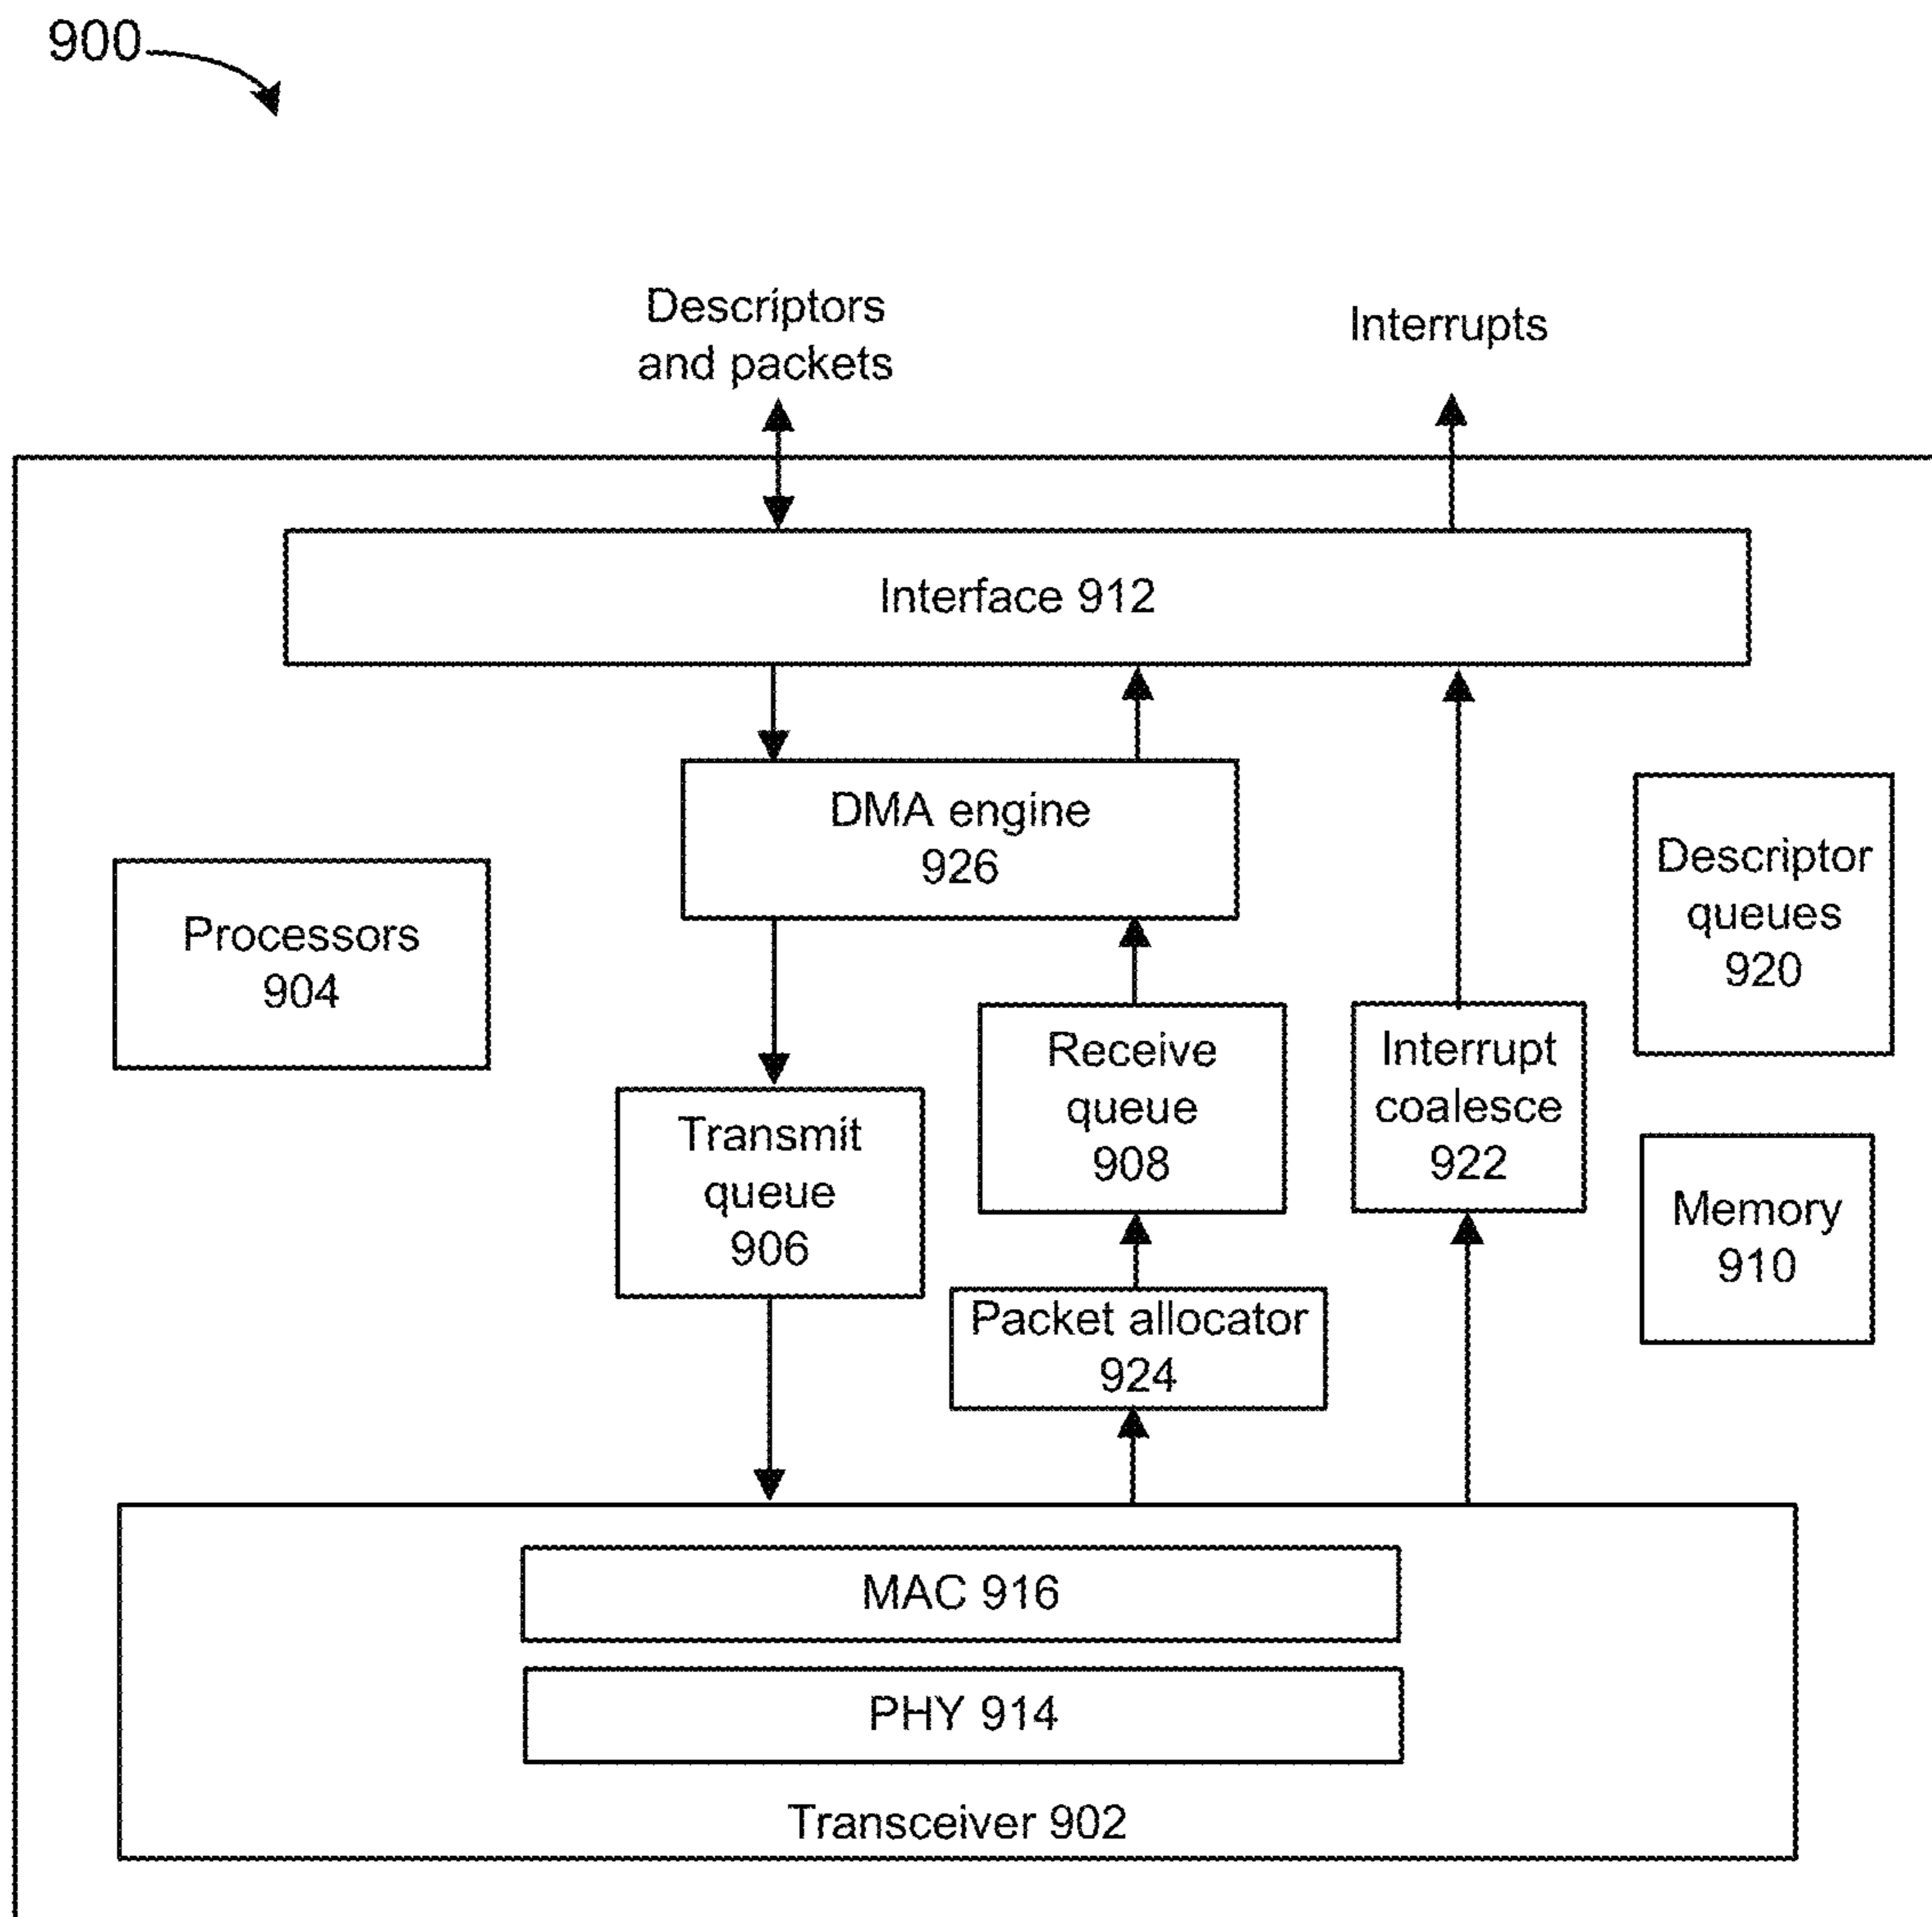 900
Descriptors
and packets
Interrupts
Interface 912
DMA engine
926
Processors
904
Descriptor
queues
920
Transmit
queue
906
Receive
queue
908
Interrupt
coalesce
922
Memory
910
Packet allocator
924
MAC 916
PHY 914
Transceiver 902